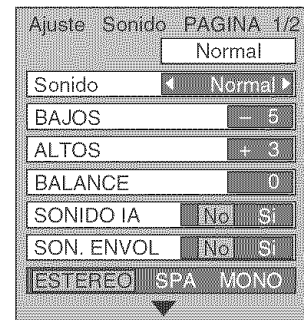 Ajuste Sonido PAGINA 1/2
Normal
Sonido Normal
BAJOS - 5
ALTOS + 3
BALANCE 0
SONIDO IA No Si
SON. ENVOL No Si
ESTEREO SPA MONO